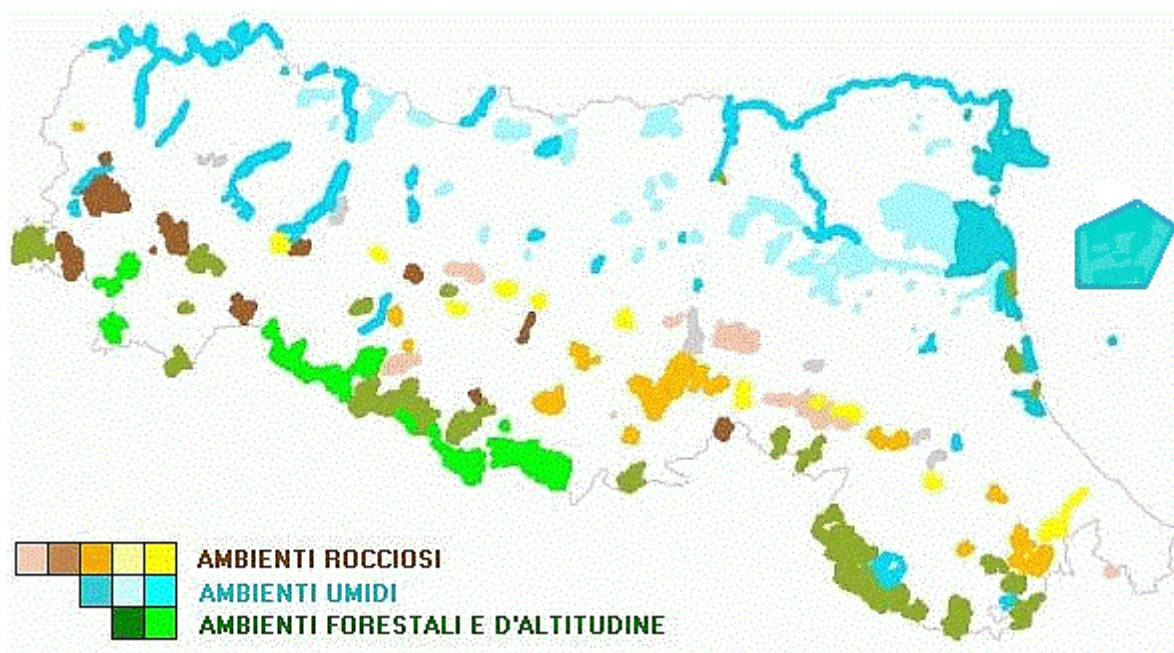 AMBIENTI ROCCIOSI
AMBIENTI UMIDI
AMBIENTI FORESTALI E D'ALTITUDINE